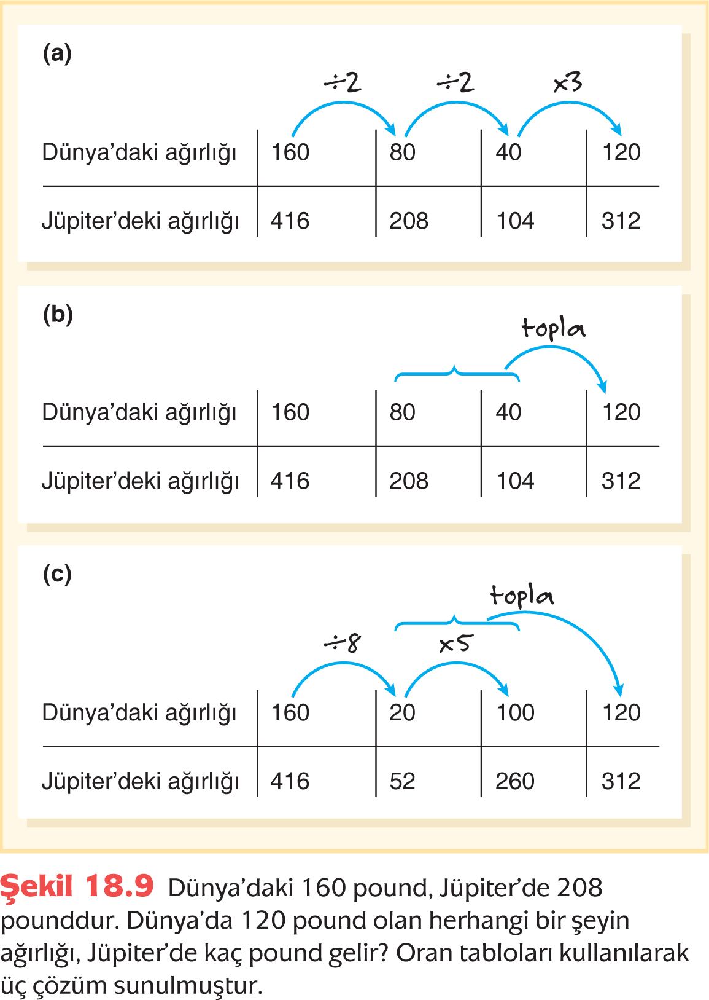 (a)
÷2 ÷2 x3
Dünya’daki ağırlığı 160 80 40 120
Jüpiter’deki ağırlığı 416 208 104 312
(b)
topla
Dünya’daki ağırlığı 160 80 40 120
Jüpiter’deki ağırlığı 416 208 104 312
(c)
topla
÷8 x5
Dünya’daki ağırlığı 160 20 100 120
Jüpiter’deki ağırlığı 416 52 260 312
Şekil 18.9 Dünya’daki 160 pound, Jüpiter’de 208
pounddur. Dünya’da 120 pound olan herhangi bir şeyin
ağırlığı, Jüpiter’de kaç pound gelir? Oran tabloları kullanılarak
üç çözüm sunulmuştur.